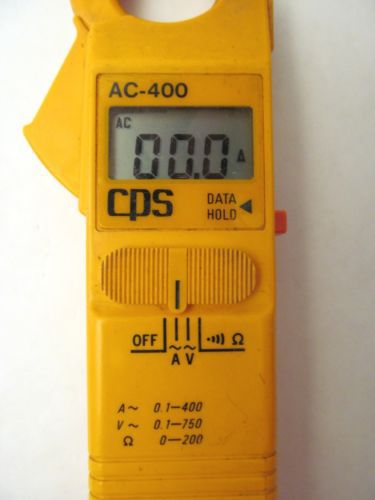 AC-400
AC
00.0 A
cps
DATA
HOLD
OFF
Ω
A V
A~ 0.1—400
V~ 0.1—750
Ω 0—200